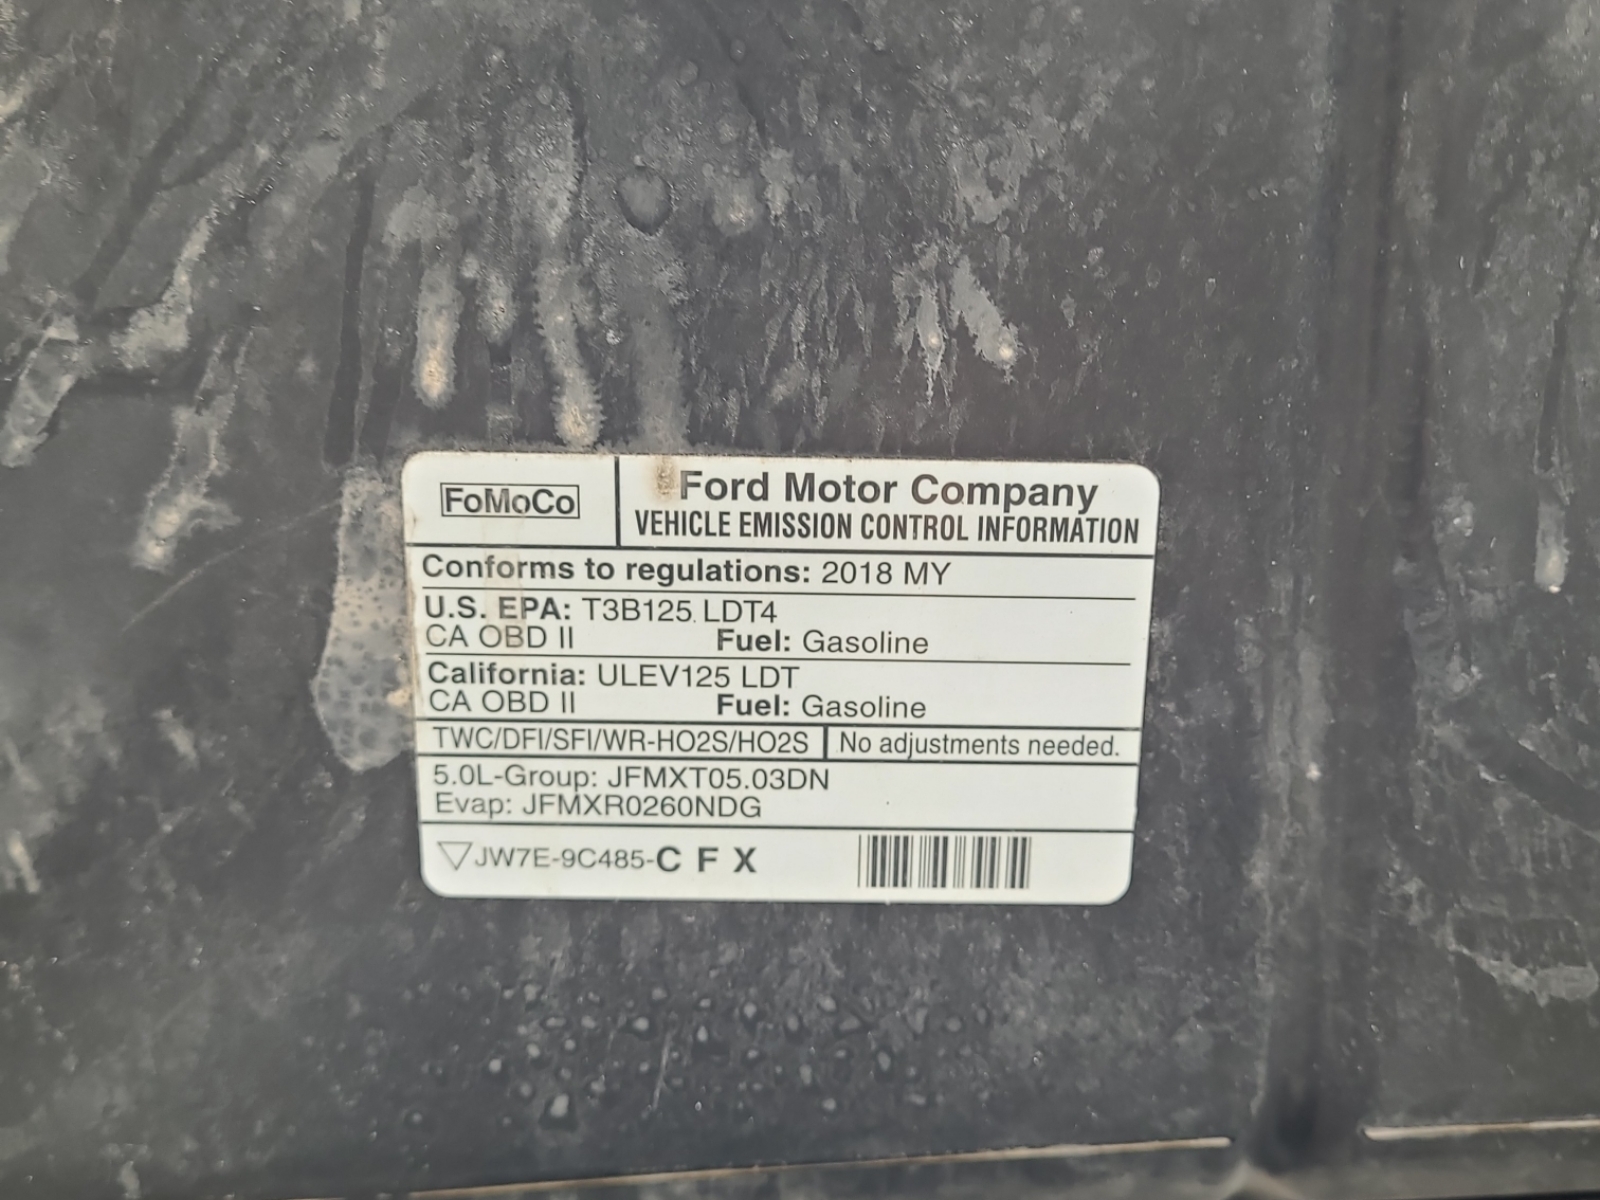 FoMoCo
Ford Motor Company
VEHICLE EMISSION CONTROL INFORMATION
Conforms to regulations: 2018 MY
U.S. EPA: T3B125 LDT4
CA OBD II Fuel: Gasoline
California: ULEV125 LDT
CA OBD II Fuel: Gasoline
TWC/DFI/SFI/WR-HO2S/HO2S No adjustments needed.
5.0L-Group: JFMXT05.03DN
Evap: JFMXR0260NDG
JW7E-9C485-C F X